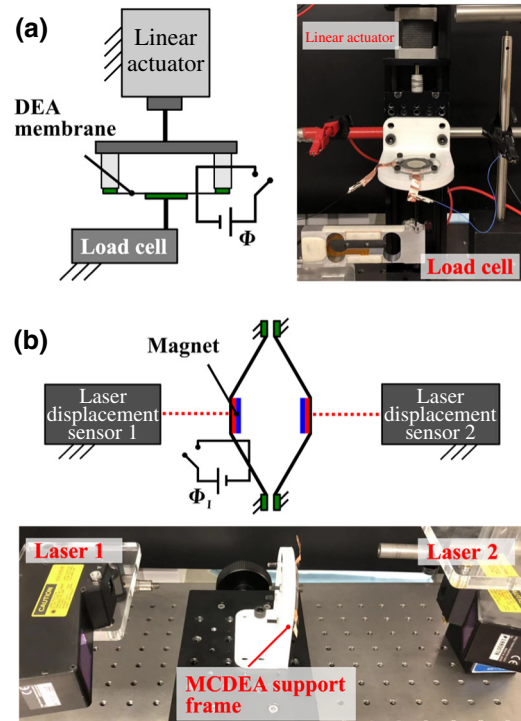 (a)
Linear
actuator
DEA
membrane
Φ
Load cell
Linear actuator
Load cell
(b)
Magnet
Laser
displacement
sensor 1
Laser
displacement
sensor 2
Φ₁
Laser 1
Laser 2
CAUTION
MCDEA support
frame